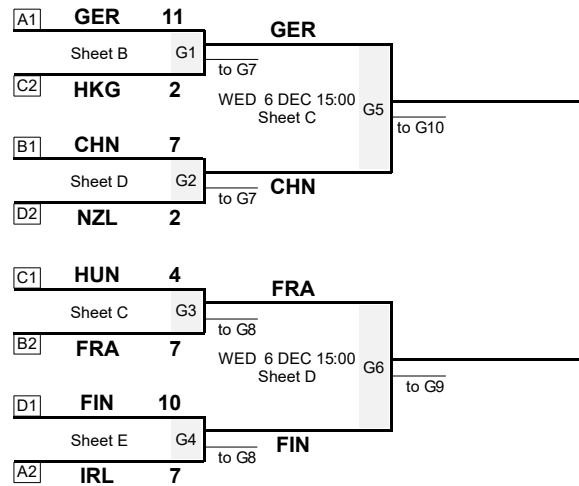 A1 GER 11
GER
Sheet B G1
to G7
C2 HKG 2
WED 6 DEC 15:00
Sheet C
G5
to G10
B1 CHN 7
Sheet D G2
to G7
CHN
D2 NZL 2
C1 HUN 4
FRA
Sheet C G3
to G8
B2 FRA 7
WED 6 DEC 15:00
Sheet D
G6
to G9
D1 FIN 10
Sheet E G4
to G8
FIN
A2 IRL 7